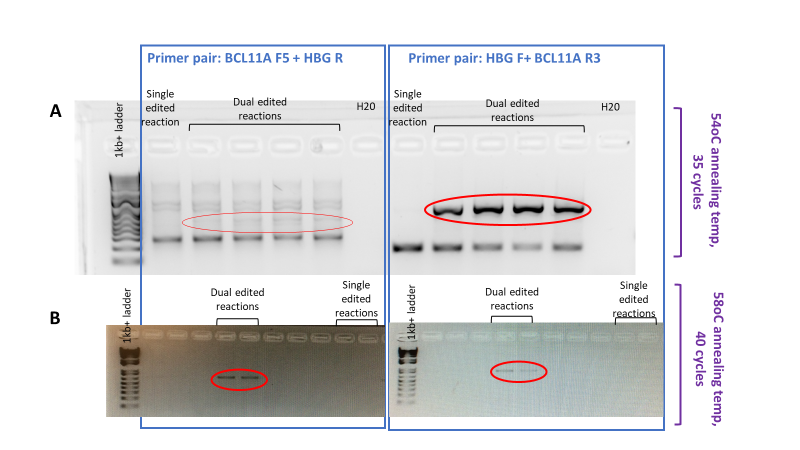 Primer pair: BCL11A F5 + HBG R
Primer pair: HBG F+ BCL11A R3
A
1kb+ ladder
Single
edited
reaction
Dual edited
reactions
H20
Single
edited
reaction
Dual edited
reactions
H20
54oC annealing temp,
35 cycles
B
1kb+ ladder
Dual edited
reactions
Single
edited
reactions
1kb+ ladder
Dual edited
reactions
Single
edited
reactions
58oC annealing temp,
40 cycles